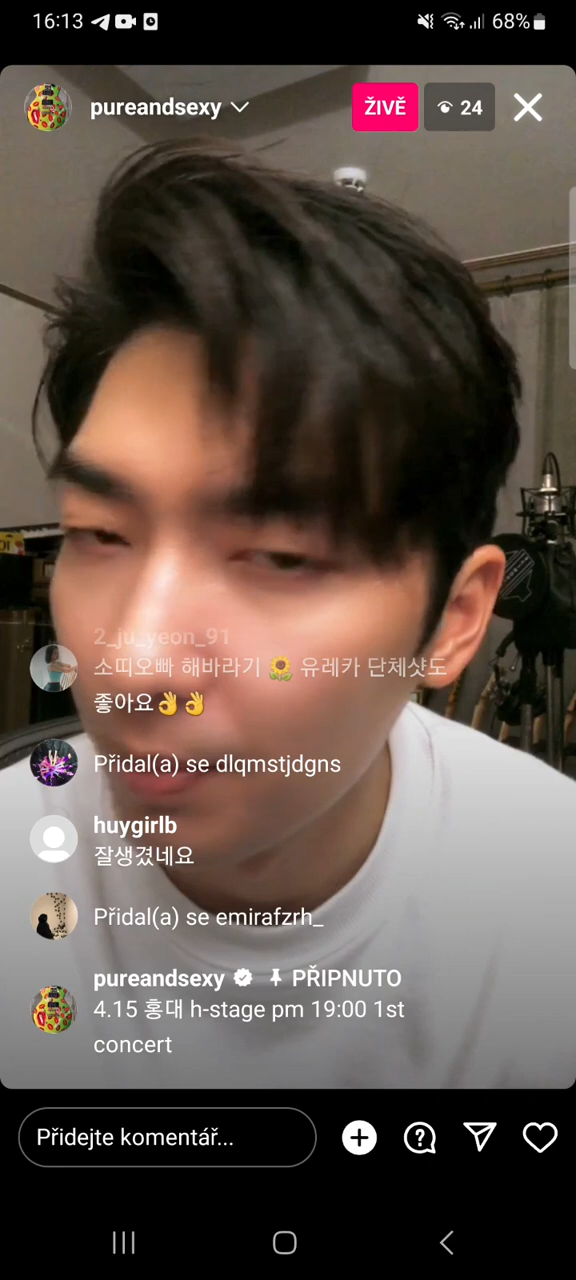 16:13
68%
pureandsexy
ŽIVĚ
24
2_ju_yeon_91
소띠오빠 해바라기 🌻 유레카 단체샷도
좋아요👌👌
Přidal(a) se dlqmstjdgns
huygirlb
잘생겼네요
Přidal(a) se emirafzrh_
pureandsexy PŘIPNUTO
4.15 홍대 h-stage pm 19:00 1st
concert
Přidejte komentář...